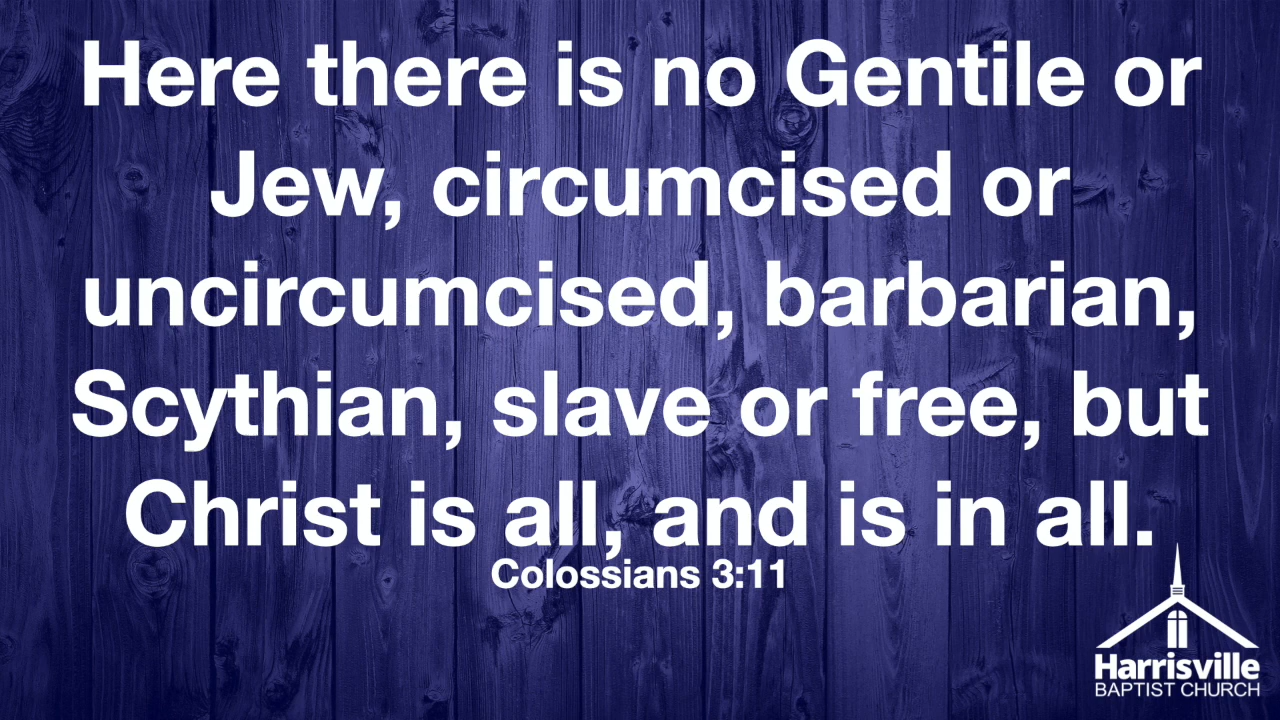 Here there is no Gentile or
Jew, circumcised or
uncircumcised, barbarian,
Scythian, slave or free, but
Christ is all, and is in all.
Colossians 3:11
Harrisville
BAPTIST CHURCH